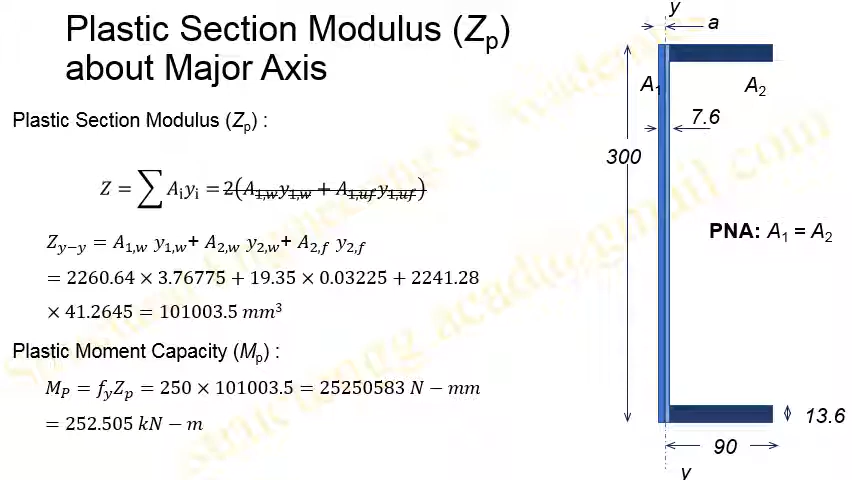 Plastic Section Modulus (Zp)
about Major Axis
Plastic Section Modulus (Zp) :
Z = ∑ Aᵢyᵢ = 2(A1,w y1,w + A1,uf y1,uf)
Zy−y = A1,w y1,w + A2,w y2,w + A2,f y2,f
= 2260.64 × 3.76775 + 19.35 × 0.03225 + 2241.28
× 41.2645 = 101003.5 mm³
Plastic Moment Capacity (Mp) :
MP = fyZp = 250 × 101003.5 = 25250583 N − mm
= 252.505 kN − m
y
a
A1
A2
7.6
300
PNA: A1 = A2
13.6
90
y